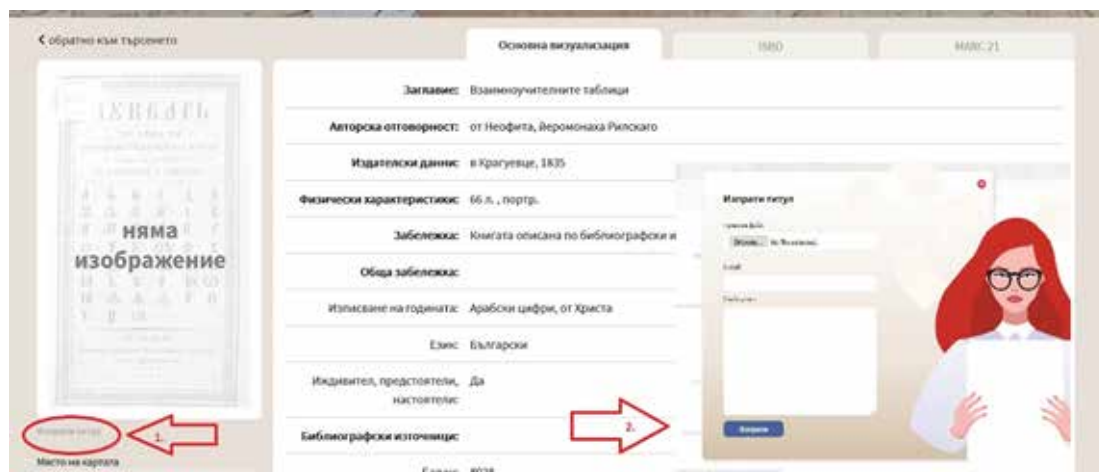 обратно към търсенето
Основна визуализация
ISBD
MARC 21
няма
изображение
Изпрати титул
1.
Място на картата
Заглавие: Взаимноучителните таблици
Авторска отговорност: от Неофита, йеромонаха Рилскаго
Издателски данни: в Крагуевце, 1835
Физически характеристики: 66 л. , портр.
Забележка: Книгата описана по библиографски и
Обща забележка:
Изписване на годината: Арабски цифри, от Христа
Език: Български
Иждивител, предстоятели, Да
настоятели:
Библиографски източници:
2.
Изпрати титул
E-mail
Изпрати